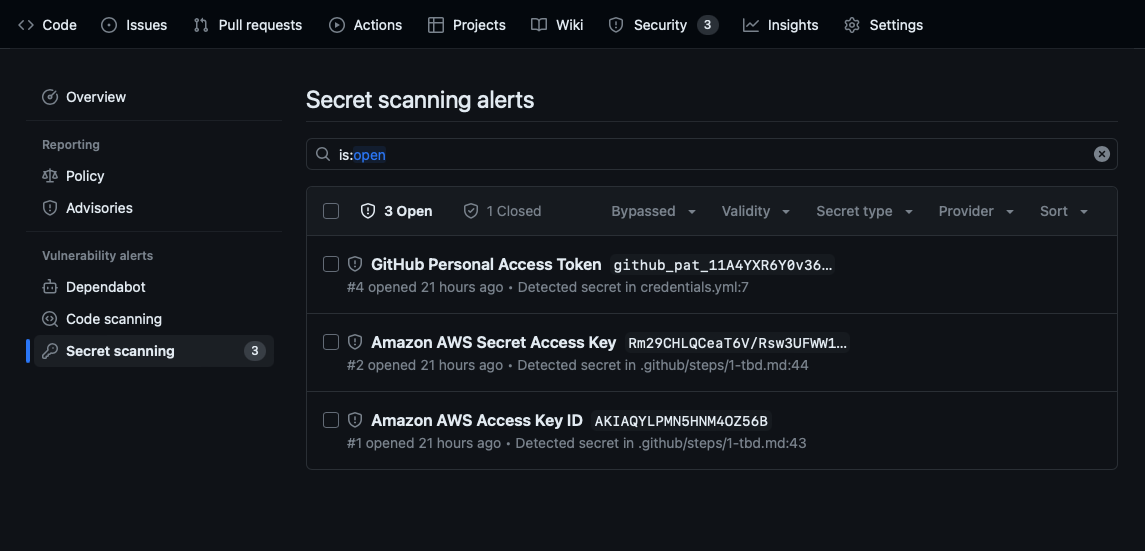 Code Issues Pull requests Actions Projects Wiki Security 3 Insights Settings
Overview
Reporting
Policy
Advisories
Vulnerability alerts
Dependabot
Code scanning
Secret scanning 3
Secret scanning alerts
is:open
3 Open 1 Closed Bypassed Validity Secret type Provider Sort
GitHub Personal Access Token github_pat_11A4YXR6Y0v36…
#4 opened 21 hours ago • Detected secret in credentials.yml:7
Amazon AWS Secret Access Key Rm29CHLQCeaT6V/Rsw3UFWW1…
#2 opened 21 hours ago • Detected secret in .github/steps/1-tbd.md:44
Amazon AWS Access Key ID AKIAQYLPMN5HNM4OZ56B
#1 opened 21 hours ago • Detected secret in .github/steps/1-tbd.md:43